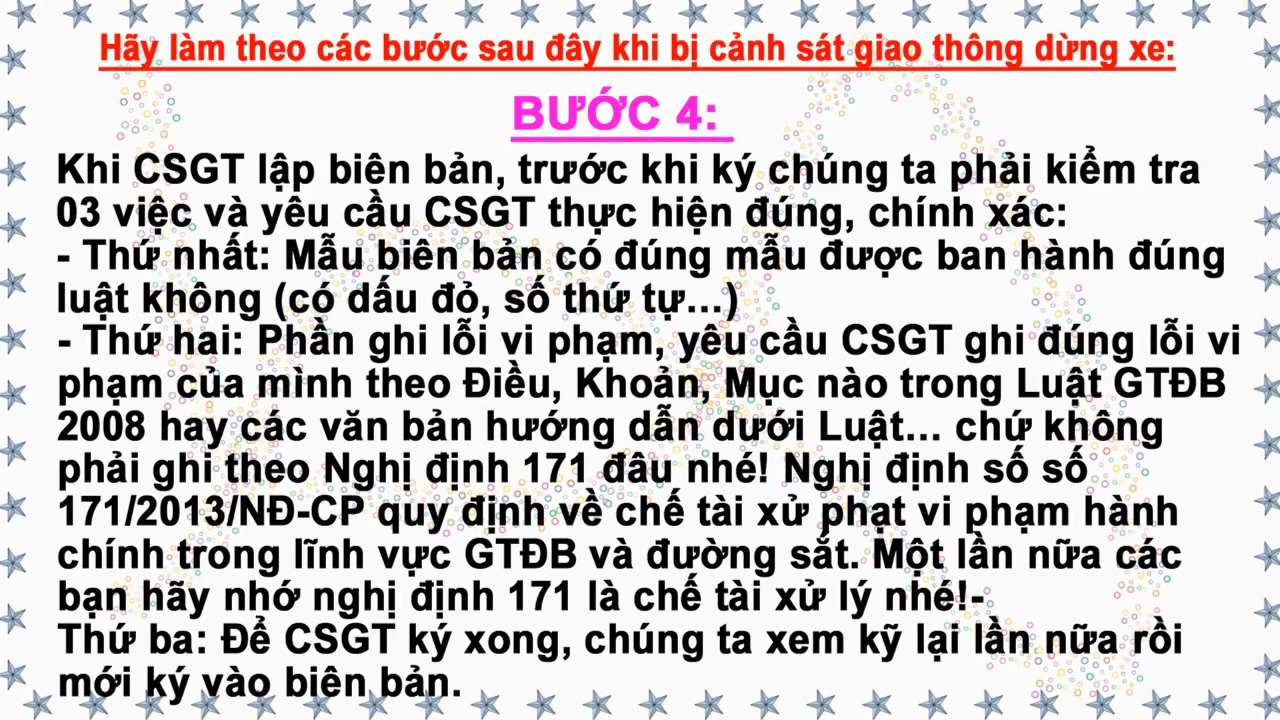 Hãy làm theo các bước sau đây khi bị cảnh sát giao thông dừng xe:
BƯỚC 4:
Khi CSGT lập biên bản, trước khi ký chúng ta phải kiểm tra
03 việc và yêu cầu CSGT thực hiện đúng, chính xác:
- Thứ nhất: Mẫu biên bản có đúng mẫu được ban hành đúng
luật không (có dấu đỏ, số thứ tự...)
- Thứ hai: Phần ghi lỗi vi phạm, yêu cầu CSGT ghi đúng lỗi vi
phạm của mình theo Điều, Khoản, Mục nào trong Luật GTĐB
2008 hay các văn bản hướng dẫn dưới Luật... chứ không
phải ghi theo Nghị định 171 đâu nhé! Nghị định số số
171/2013/NĐ-CP quy định về chế tài xử phạt vi phạm hành
chính trong lĩnh vực GTĐB và đường sắt. Một lần nữa các
bạn hãy nhớ nghị định 171 là chế tài xử lý nhé!-
Thứ ba: Để CSGT ký xong, chúng ta xem kỹ lại lần nữa rồi
mới ký vào biên bản.